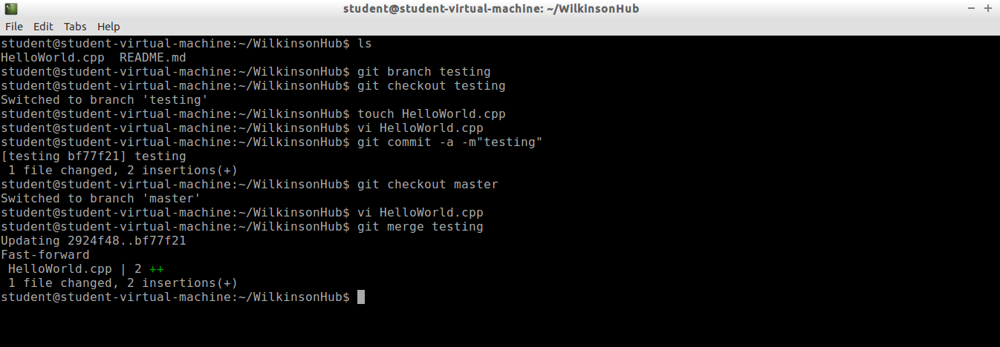 student@student-virtual-machine: ~/WilkinsonHub
File Edit Tabs Help
student@student-virtual-machine:~/WilkinsonHub$ ls
HelloWorld.cpp  README.md
student@student-virtual-machine:~/WilkinsonHub$ git branch testing
student@student-virtual-machine:~/WilkinsonHub$ git checkout testing
Switched to branch 'testing'
student@student-virtual-machine:~/WilkinsonHub$ touch HelloWorld.cpp
student@student-virtual-machine:~/WilkinsonHub$ vi HelloWorld.cpp
student@student-virtual-machine:~/WilkinsonHub$ git commit -a -m"testing"
[testing bf77f21] testing
 1 file changed, 2 insertions(+)
student@student-virtual-machine:~/WilkinsonHub$ git checkout master
Switched to branch 'master'
student@student-virtual-machine:~/WilkinsonHub$ vi HelloWorld.cpp
student@student-virtual-machine:~/WilkinsonHub$ git merge testing
Updating 2924f48..bf77f21
Fast-forward
 HelloWorld.cpp | 2 ++
 1 file changed, 2 insertions(+)
student@student-virtual-machine:~/WilkinsonHub$